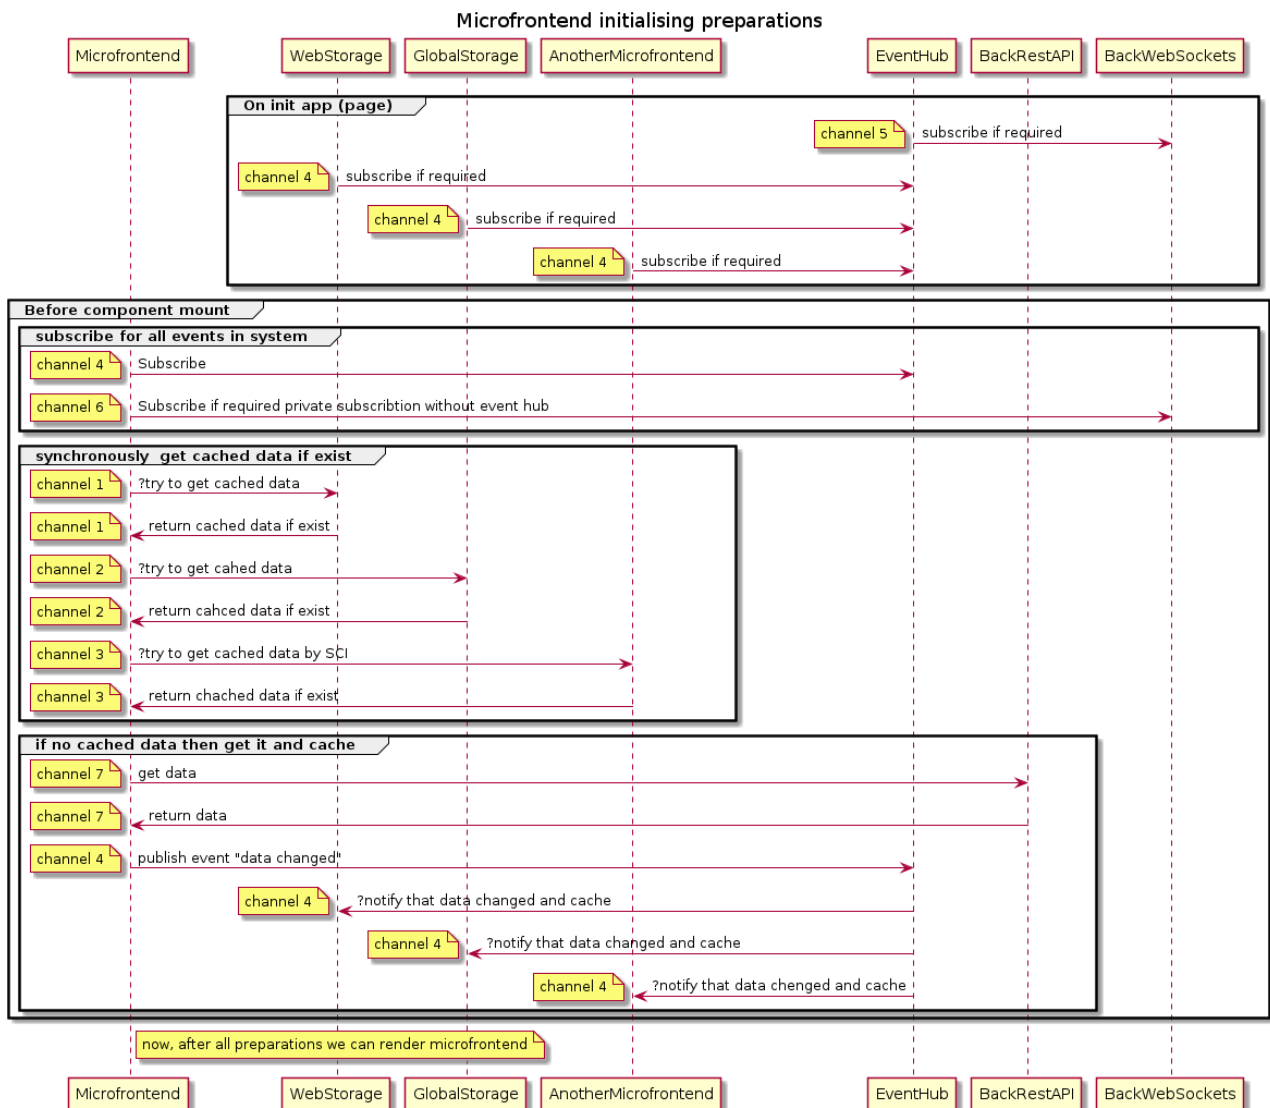 Microfrontend initialising preparations
Microfrontend WebStorage GlobalStorage AnotherMicrofrontend EventHub BackRestAPI BackWebSockets
On init app (page)
channel 5 subscribe if required
channel 4 subscribe if required
channel 4 subscribe if required
channel 4 subscribe if required
Before component mount
subscribe for all events in system
channel 4 Subscribe
channel 6 Subscribe if required private subscribtion without event hub
synchronously  get cached data if exist
channel 1 ?try to get cached data
channel 1 return cached data if exist
channel 2 ?try to get cahed data
channel 2 return cahced data if exist
channel 3 ?try to get cached data by SCI
channel 3 return chached data if exist
if no cached data then get it and cache
channel 7 get data
channel 7 return data
channel 4 publish event "data changed"
channel 4 ?notify that data changed and cache
channel 4 ?notify that data changed and cache
channel 4 ?notify that data chenged and cache
now, after all preparations we can render microfrontend
Microfrontend WebStorage GlobalStorage AnotherMicrofrontend EventHub BackRestAPI BackWebSockets